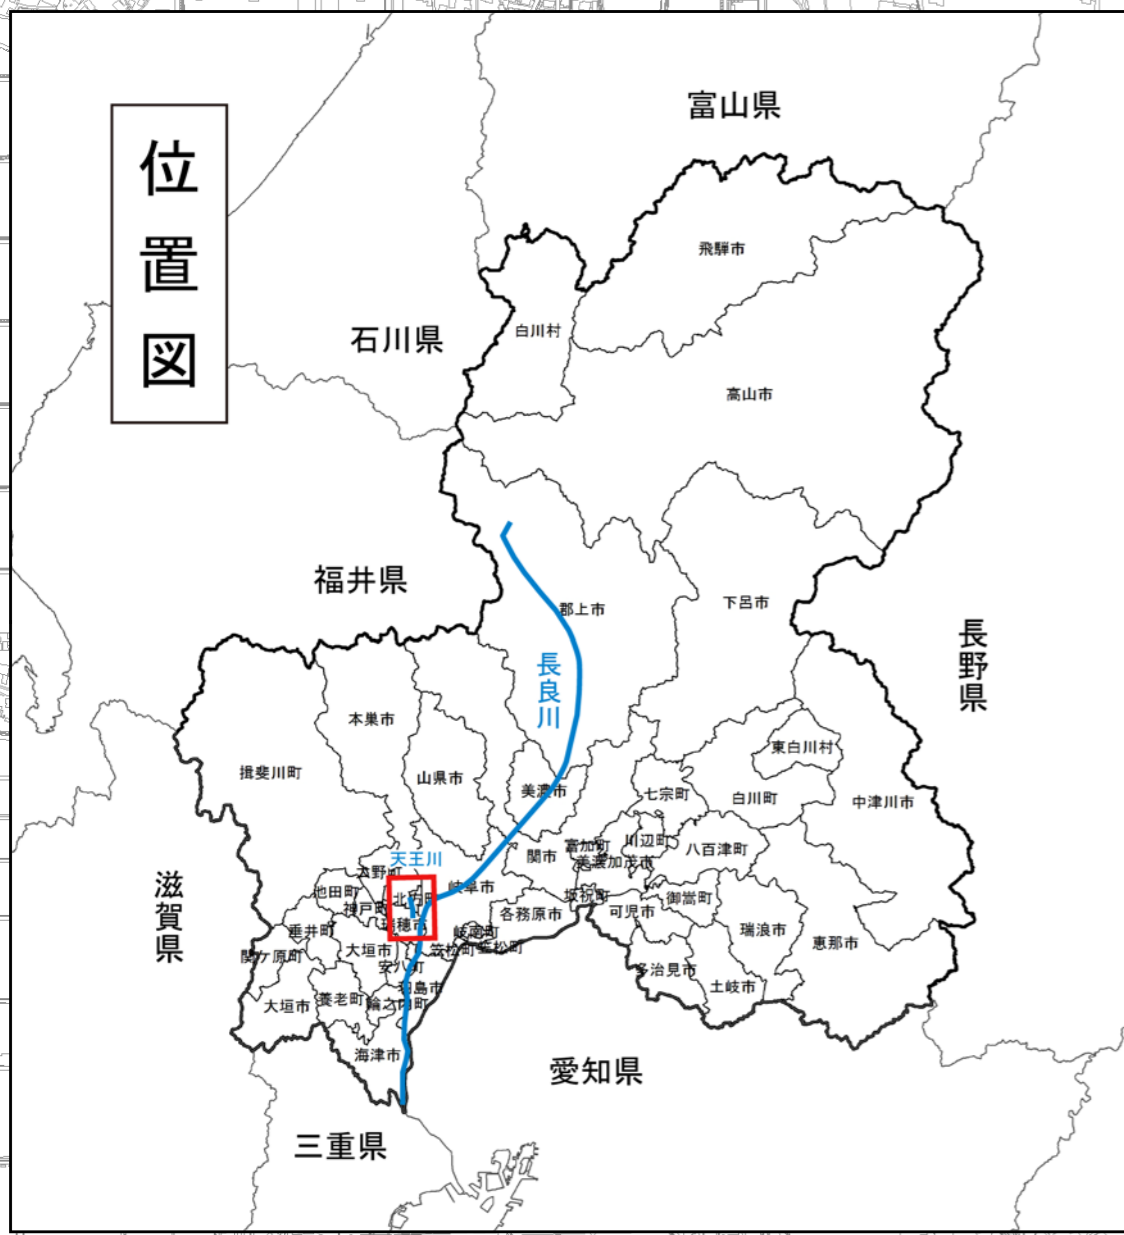 位置図
富山県
飛騨市
白川村
石川県
高山市
福井県
郡上市
下呂市
長野県
長良川
本巣市
東白川村
揖斐川町
山県市
美濃市
七宗町
白川町
中津川市
川辺町
富加町
八百津町
関市
美濃加茂市
天王川
大野町
池田町
岐阜市
北方町
坂祝町
御嵩町
滋賀県
神戸町
各務原市
可児市
瑞穂市
垂井町
岐南町
瑞浪市
恵那市
大垣市
笠松町
笠松町
関ケ原町
安八町
多治見市
羽島市
土岐市
大垣市
養老町
輪之内町
海津市
愛知県
三重県